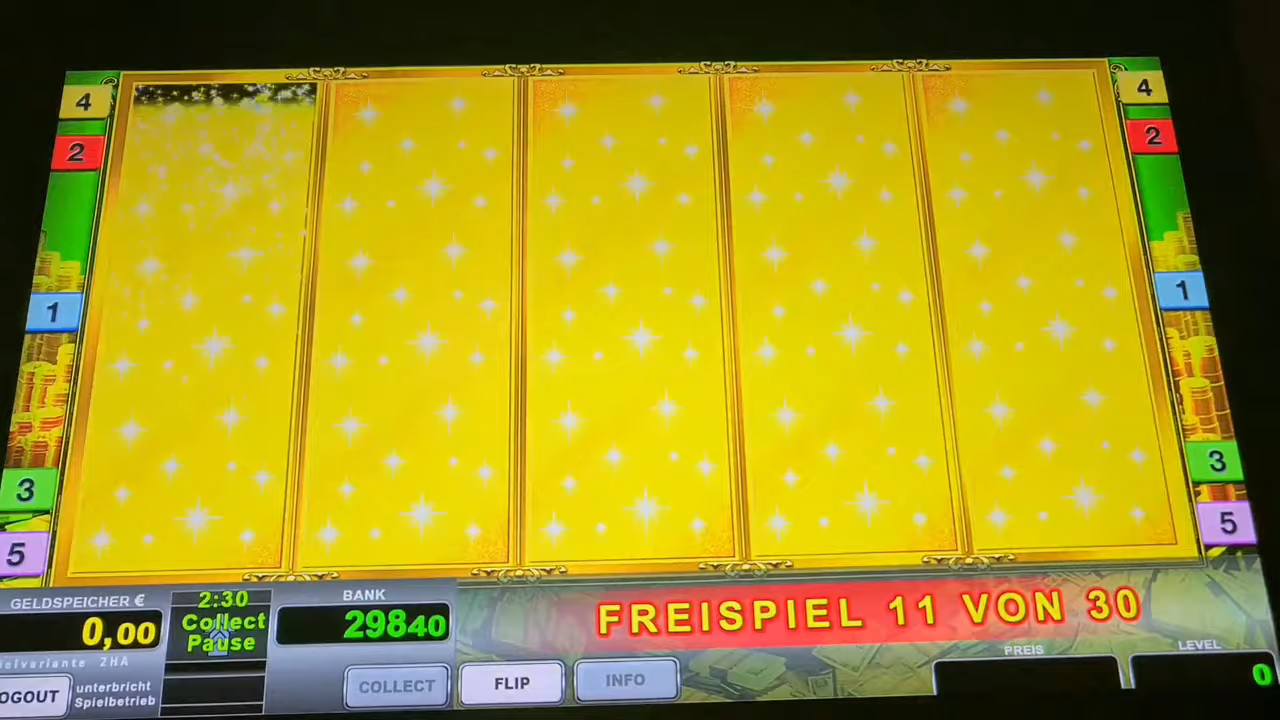 4
4
2
2
1
1
3
3
5
5
GELDSPEICHER €
0,00
2:30
Collect
Pause
BANK
29840
FREISPIEL 11 VON 30
PREIS
LEVEL
0
2HA
LOGOUT
unterbricht
Spielbetrieb
COLLECT
FLIP
INFO